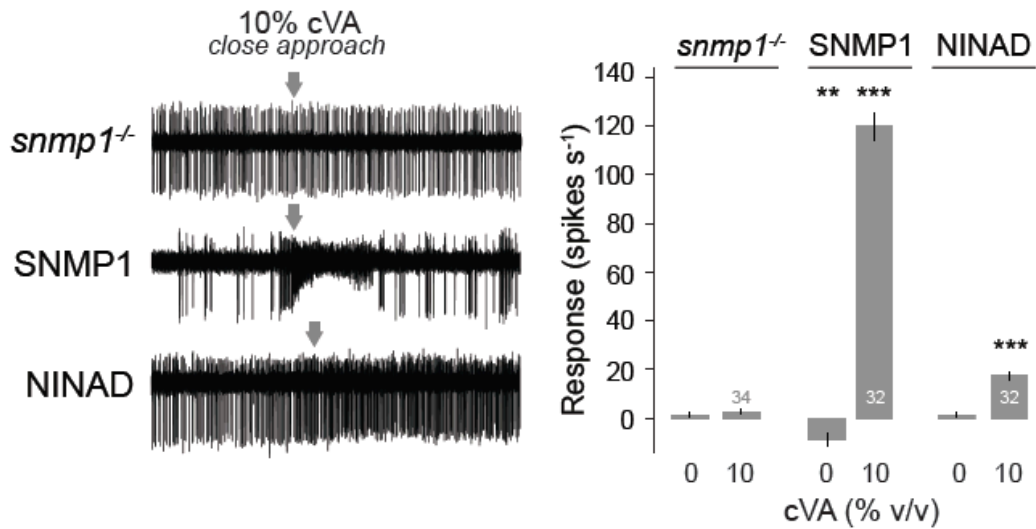 10% cVA
close approach
snmp1-/-
SNMP1
NINAD
snmp1-/- SNMP1 NINAD
Response (spikes s-1)
140
120
100
80
60
40
20
0
** ***
***
34
32
32
0 10 0 10 0 10
cVA (% v/v)